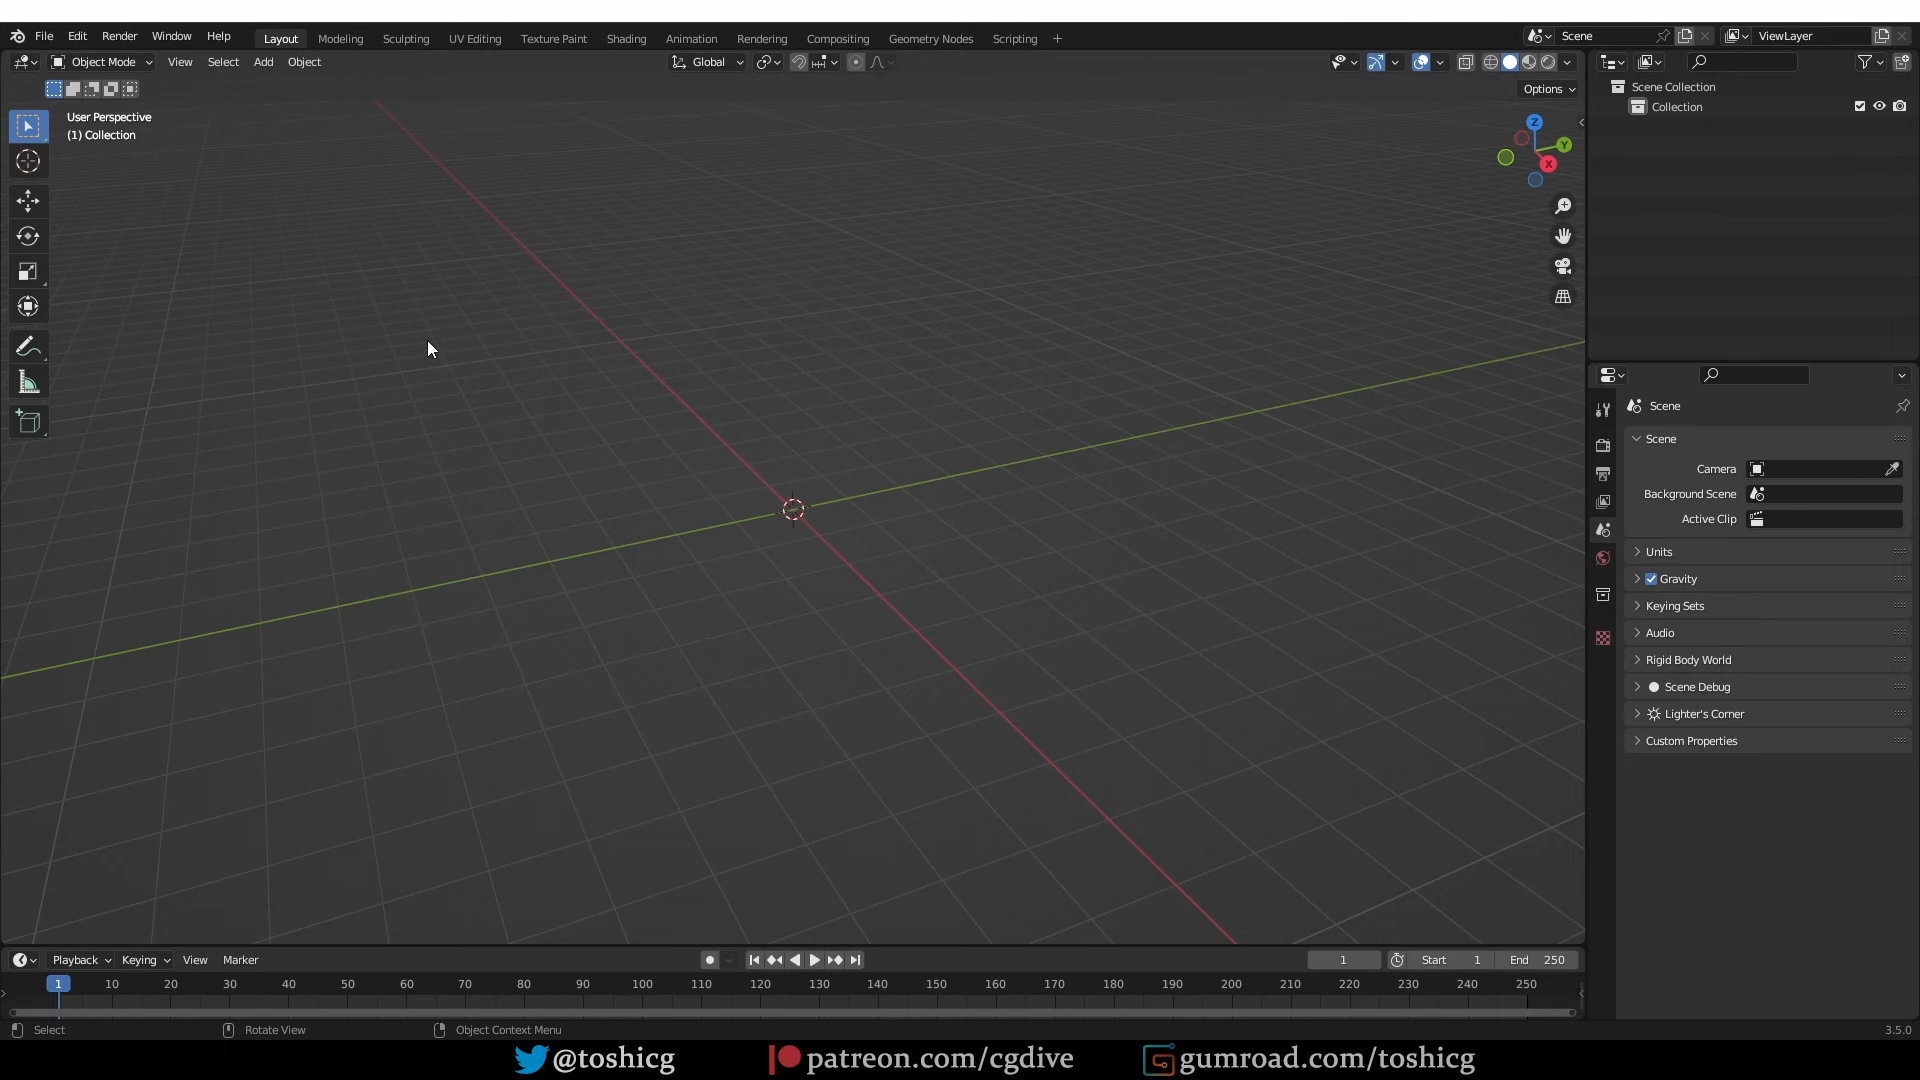 File Edit Render Window Help Layout Modeling Sculpting UV Editing Texture Paint Shading Animation Rendering Compositing Geometry Nodes Scripting + Scene ViewLayer
Object Mode View Select Add Object Global
Options
User Perspective
(1) Collection
Z
Y
X
Scene Collection
Collection
Scene
Scene
Camera
Background Scene
Active Clip
Units
Gravity
Keying Sets
Audio
Rigid Body World
Scene Debug
Lighter's Corner
Custom Properties
Playback Keying View Marker 1 Start 1 End 250
1 10 20 30 40 50 60 70 80 90 100 110 120 130 140 150 160 170 180 190 200 210 220 230 240 250
Select Rotate View Object Context Menu 3.5.0
@toshicg patreon.com/cgdive gumroad.com/toshicg